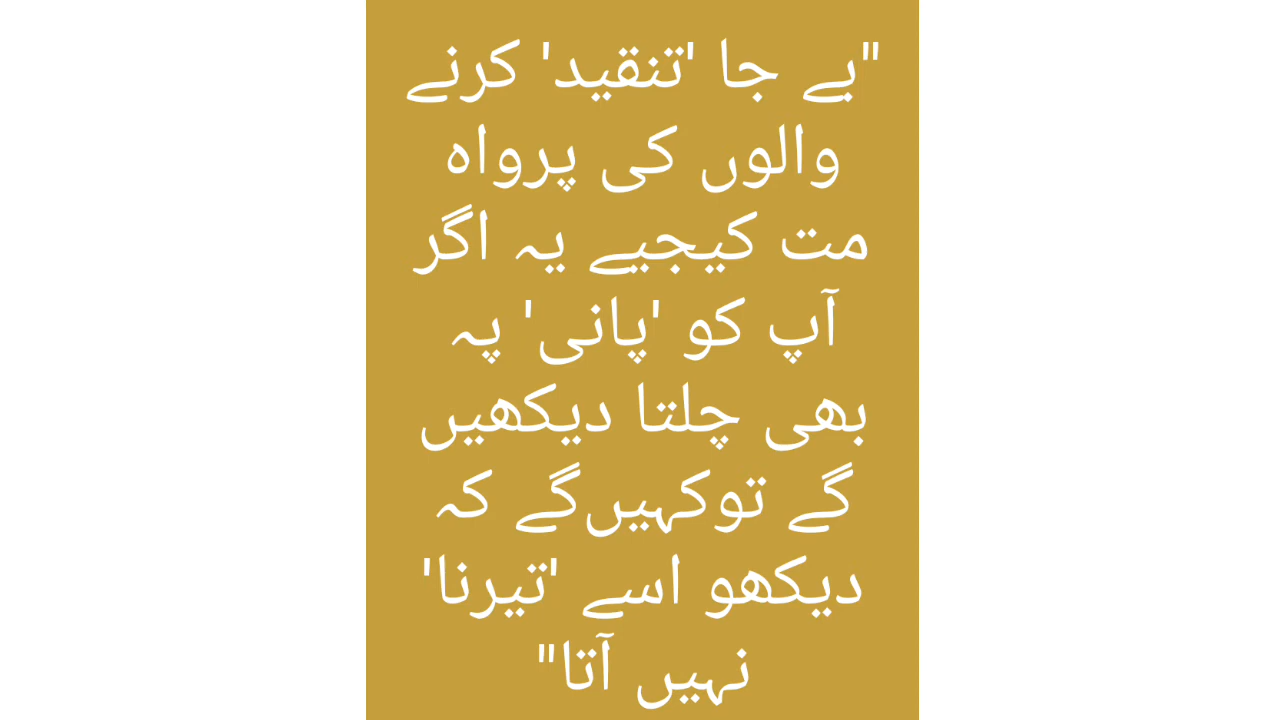 "بے جا 'تنقید' کرنے
والوں کی پرواہ
مت کیجیے یہ اگر
آپ کو 'پانی' پہ
بھی چلتا دیکھیں
گے توکہیں‌گے کہ
دیکھو اسے 'تیرنا'
نہیں آتا"